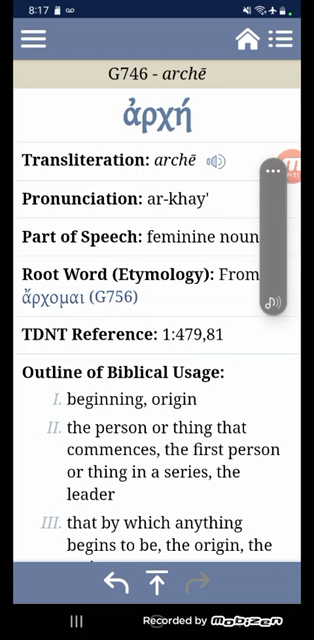 8:17
G746 - archē
ἀρχή
Transliteration: archē
Pronunciation: ar-khay'
Part of Speech: feminine noun
Root Word (Etymology): From
ἄρχομαι (G756)
TDNT Reference: 1:479,81
Outline of Biblical Usage:
I. beginning, origin
II. the person or thing that
commences, the first person
or thing in a series, the
leader
III. that by which anything
begins to be, the origin, the
Recorded by mobizen